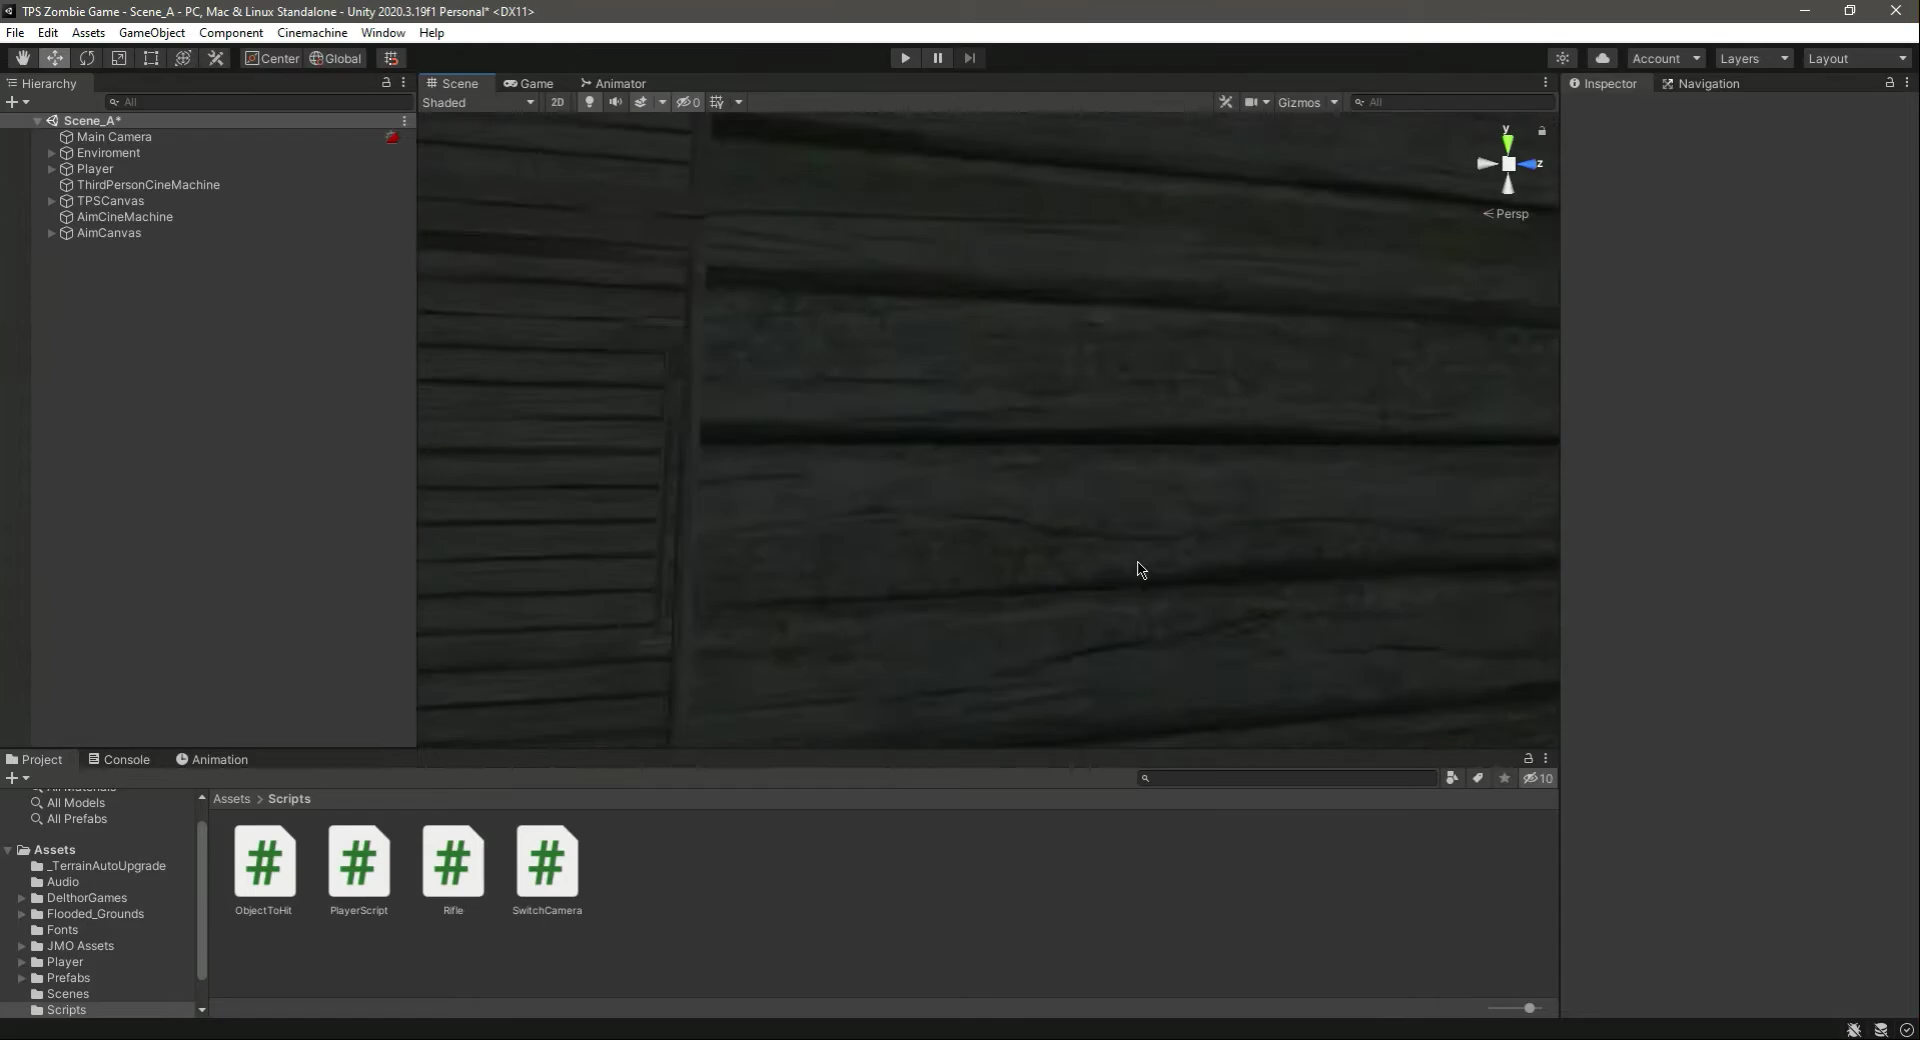 TPS Zombie Game - Scene_A - PC, Mac & Linux Standalone - Unity 2020.3.19f1 Personal* <DX11>
File Edit Assets GameObject Component Cinemachine Window Help
Center Global Account Layers Layout
Hierarchy Scene Game Animator Inspector Navigation
All Shaded 2D 0 Gizmos All
Scene_A*
Main Camera
Enviroment
Player
ThirdPersonCineMachine
TPSCanvas
AimCineMachine
AimCanvas
y
z
Persp
Project Console Animation
10
All Materials
All Models
All Prefabs
Assets
_TerrainAutoUpgrade
Audio
DelthorGames
Flooded_Grounds
Fonts
JMO Assets
Player
Prefabs
Scenes
Scripts
Assets > Scripts
# # # #
ObjectToHit PlayerScript Rifle SwitchCamera